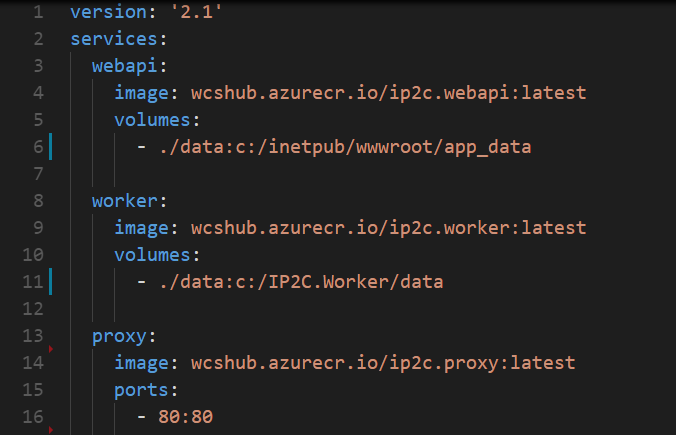 1 version: '2.1'
2 services:
3   webapi:
4     image: wcshub.azurecr.io/ip2c.webapi:latest
5     volumes:
6       - ./data:c:/inetpub/wwwroot/app_data
7
8   worker:
9     image: wcshub.azurecr.io/ip2c.worker:latest
10     volumes:
11       - ./data:c:/IP2C.Worker/data
12
13   proxy:
14     image: wcshub.azurecr.io/ip2c.proxy:latest
15     ports:
16       - 80:80